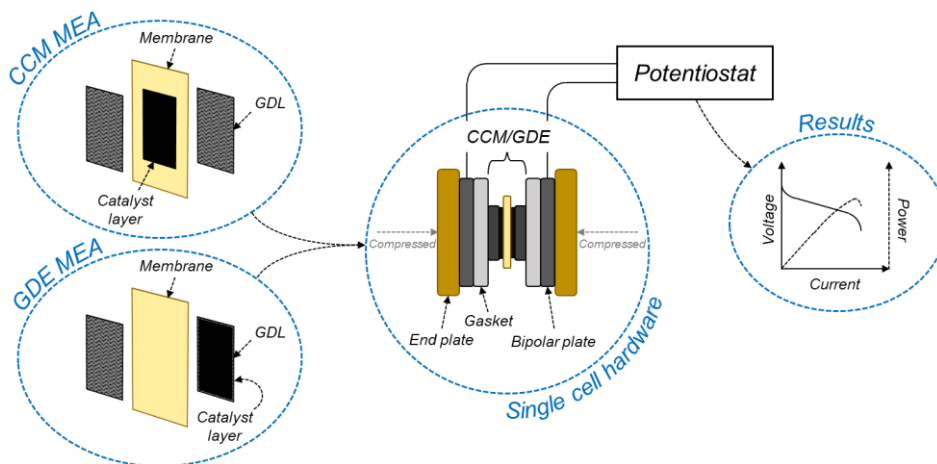 CCM MEA
Membrane
GDL
Catalyst
layer
GDE MEA
Membrane
GDL
Catalyst
layer
Potentiostat
CCM/GDE
Compressed
Compressed
Gasket
End plate
Bipolar plate
Single cell hardware
Results
Voltage
Power
Current